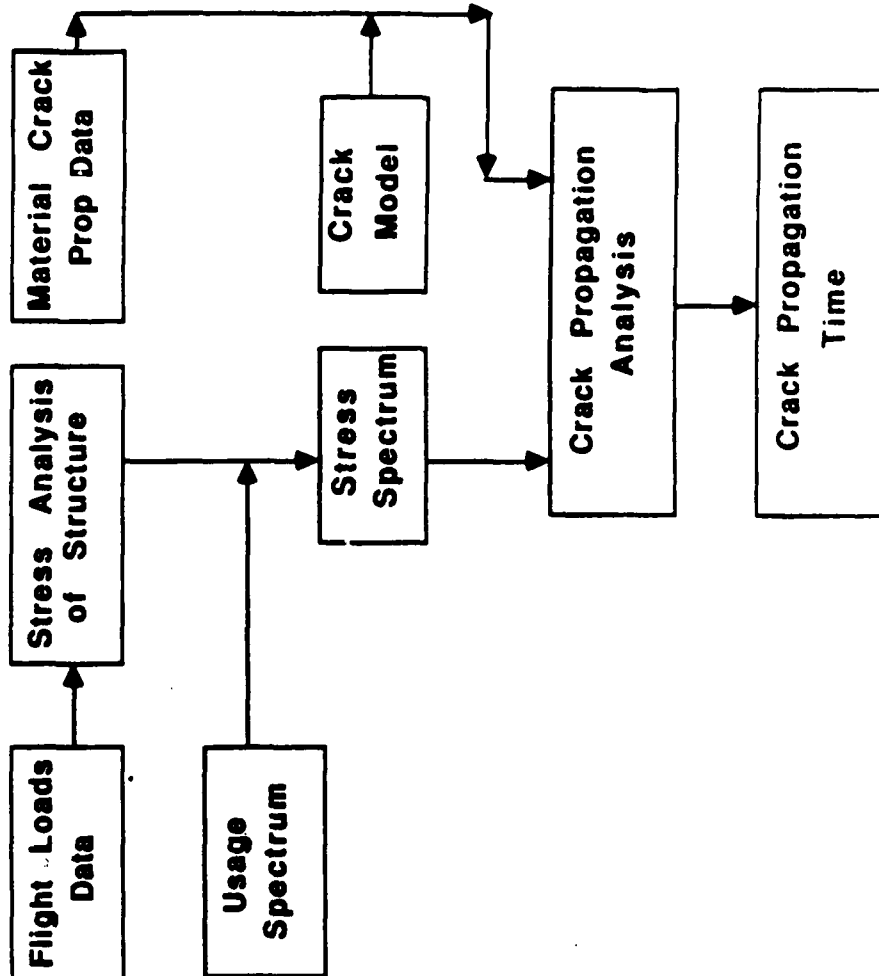 Flight Loads
Data
Usage
Spectrum
Stress Analysis
of Structure
Stress
Spectrum
Material Crack
Prop Data
Crack
Model
Crack Propagation
Analysis
Crack Propagation
Time